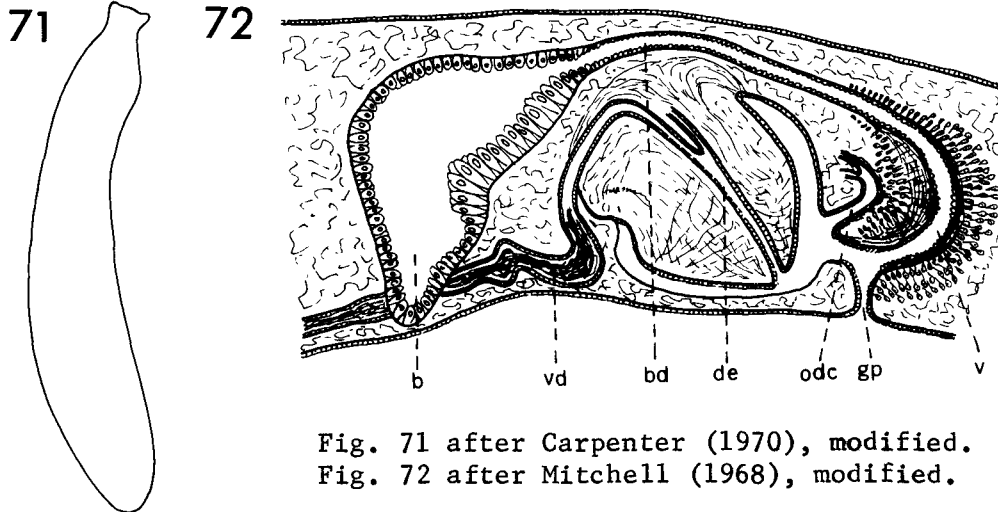 71
72
b vd bd de odc gp v
Fig. 71 after Carpenter (1970), modified.
Fig. 72 after Mitchell (1968), modified.